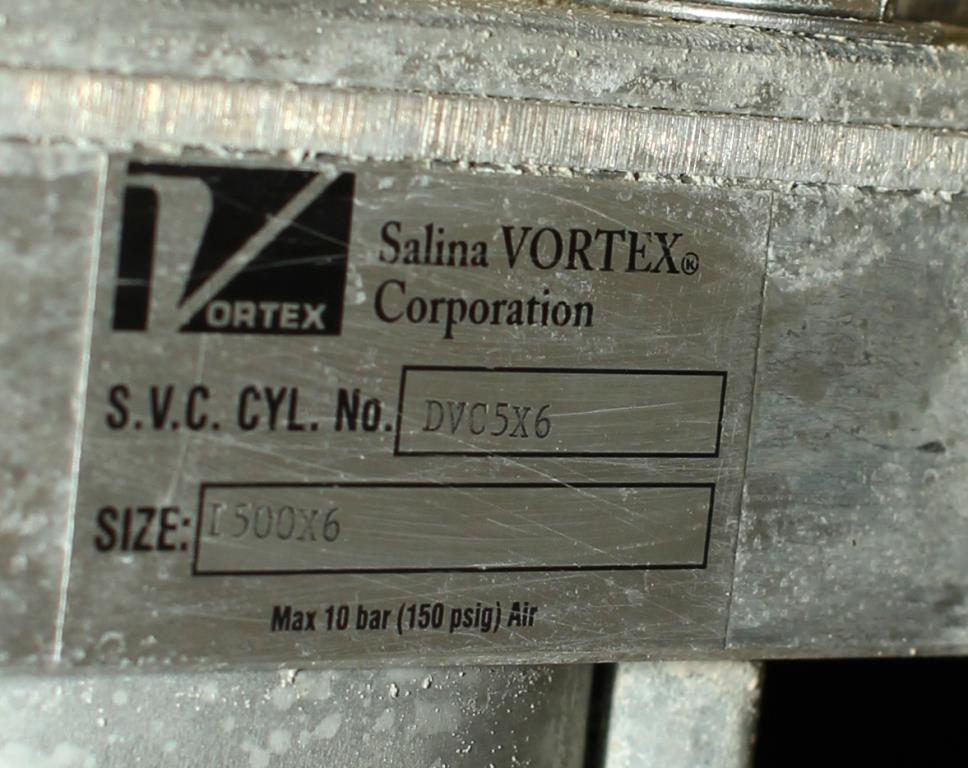 VORTEX
Salina VORTEX®
Corporation
S.V.C. CYL. No. DVC5X6
SIZE: I500X6
Max 10 bar (150 psig) Air